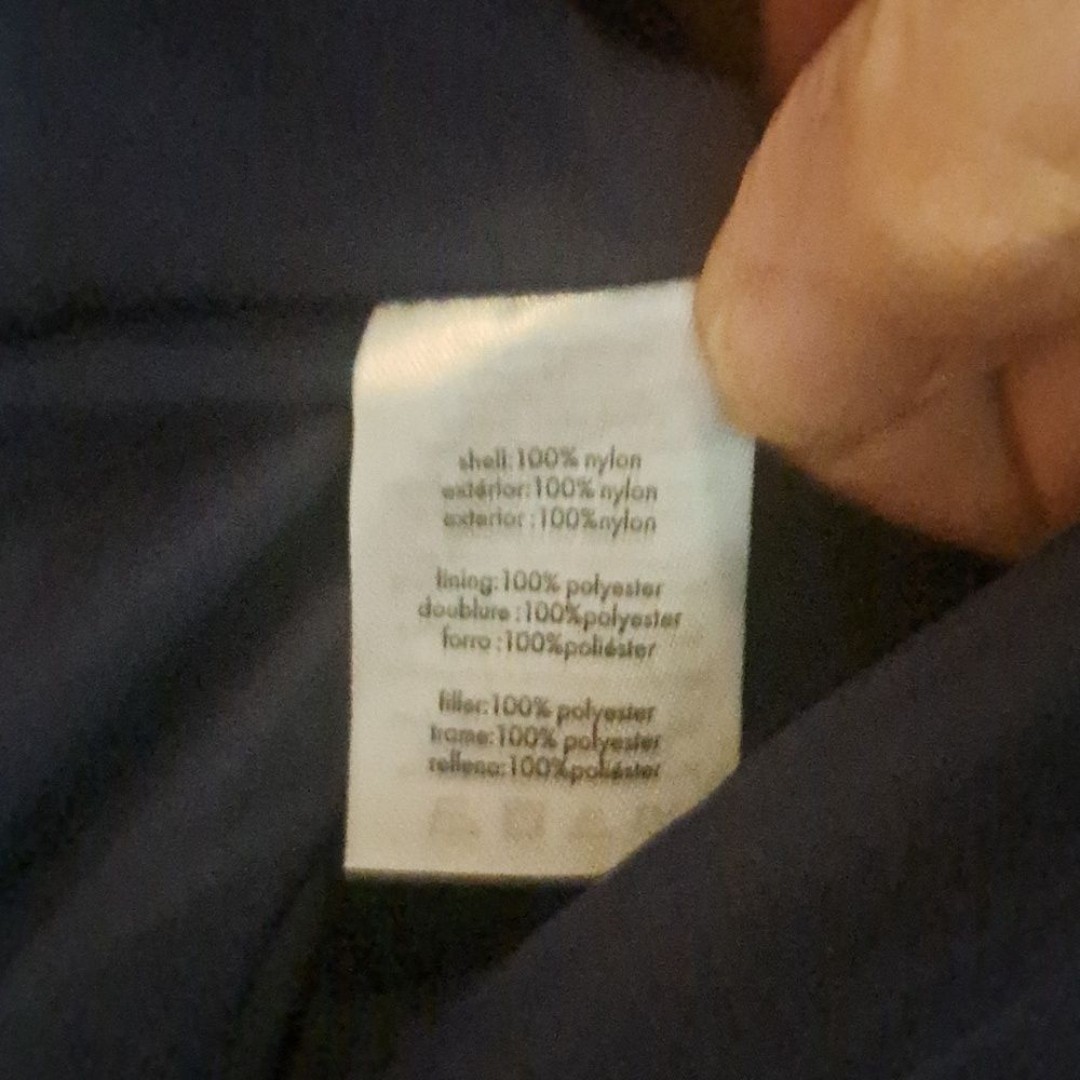 shell:100% nylon
extérior:100% nylon
exterior :100%nylon
lining:100% polyester
doublure :100%polyester
forro :100%poliéster
filler:100% polyester
trame:100% polyester
relleno:100%poliéster